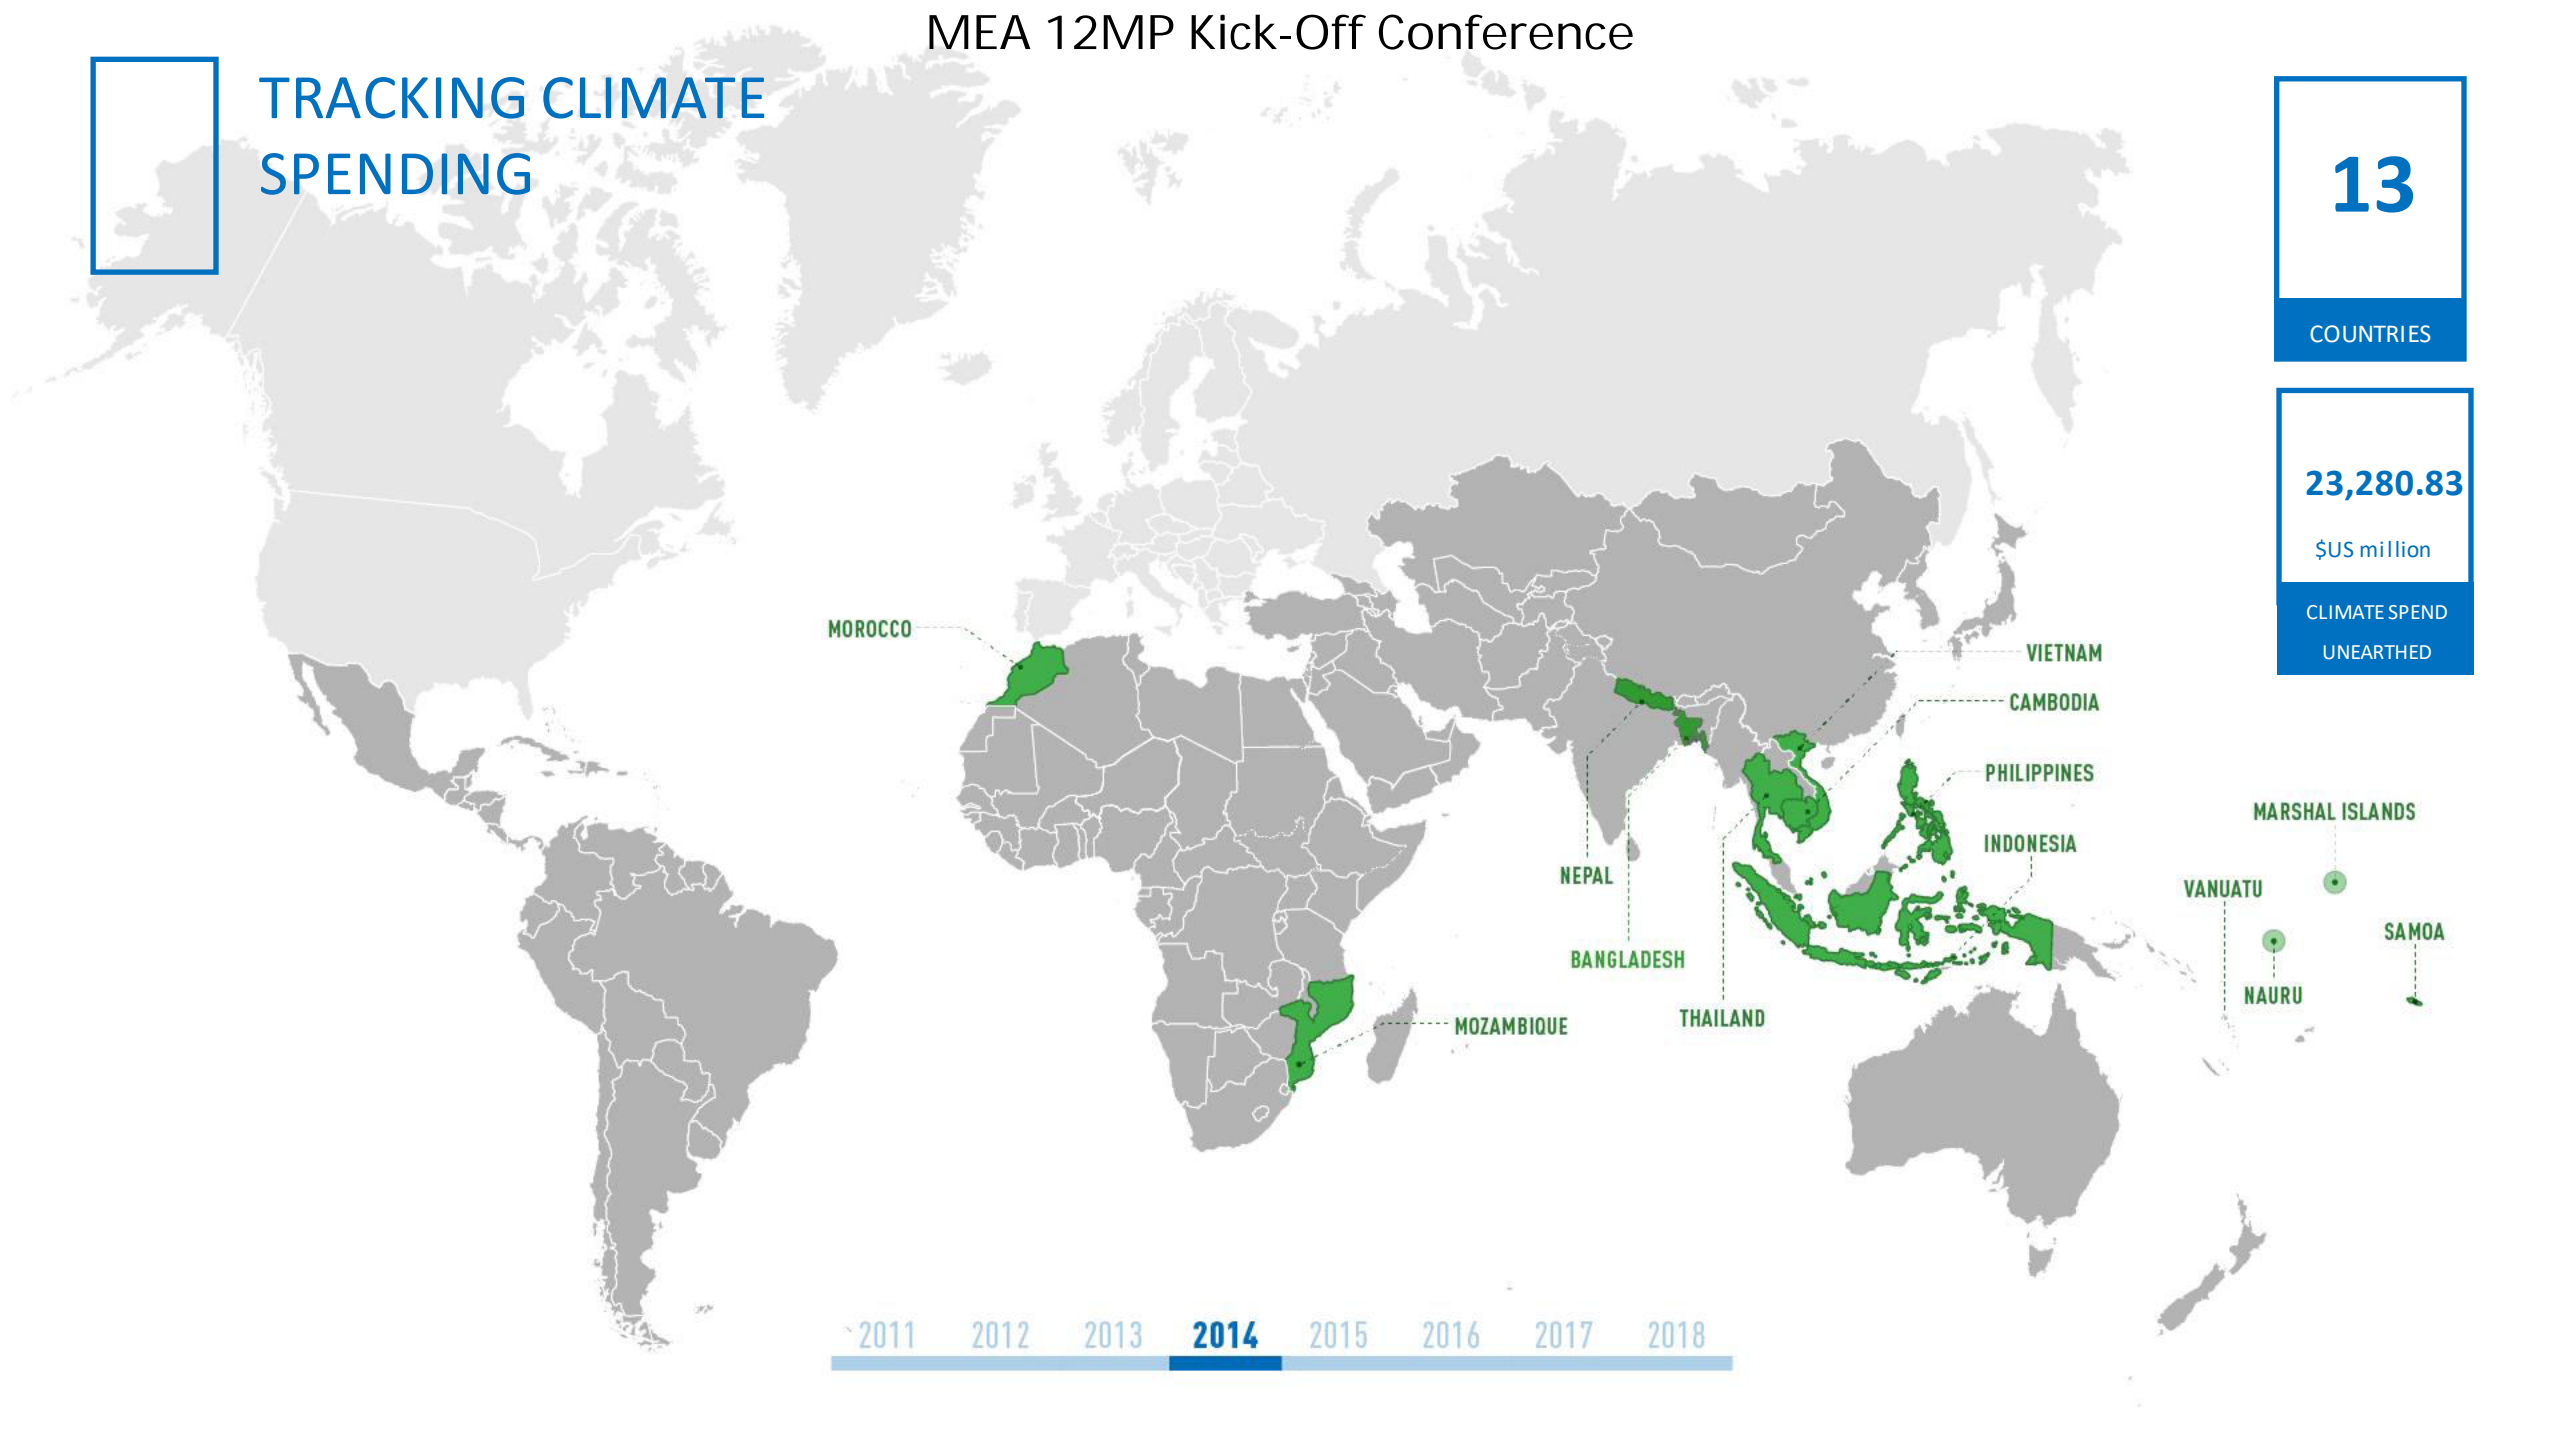 MEA 12MP Kick-Off Conference
TRACKING CLIMATE
SPENDING
13
COUNTRIES
23,280.83
$US million
CLIMATE SPEND
UNEARTHED
MOROCCO
VIETNAM
CAMBODIA
PHILIPPINES
MARSHAL ISLANDS
INDONESIA
NEPAL
VANUATU
SAMOA
BANGLADESH
NAURU
THAILAND
MOZAMBIQUE
2011 2012 2013 2014 2015 2016 2017 2018